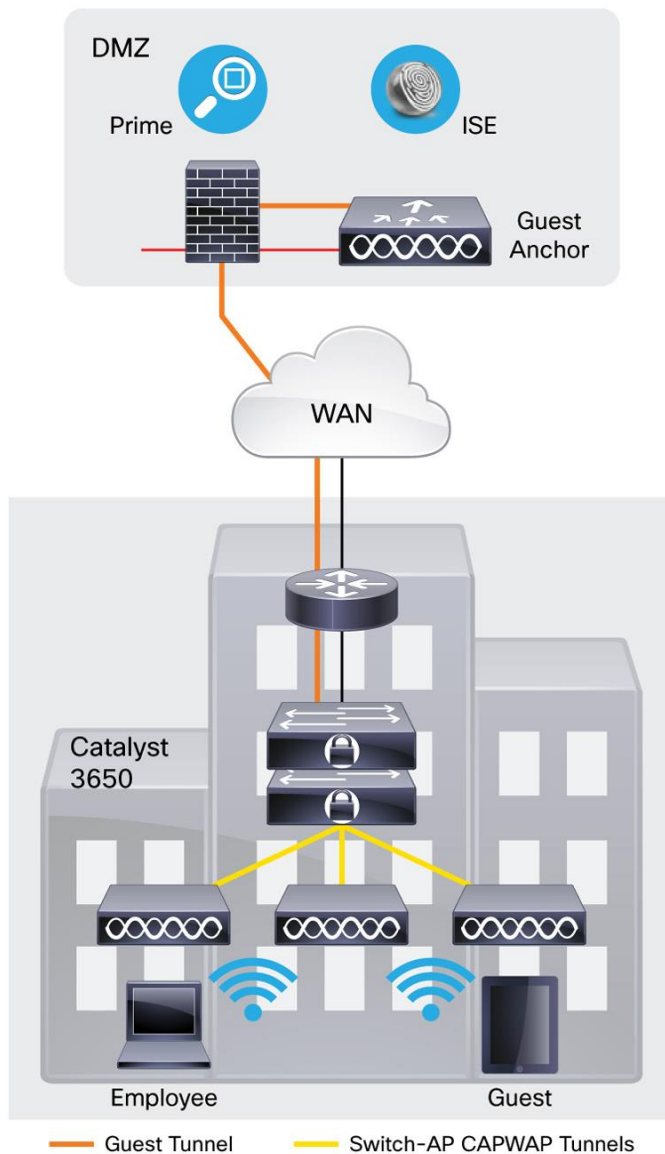 DMZ
Prime
ISE
Guest
Anchor
WAN
Catalyst
3650
Employee
Guest
Guest Tunnel
Switch-AP CAPWAP Tunnels